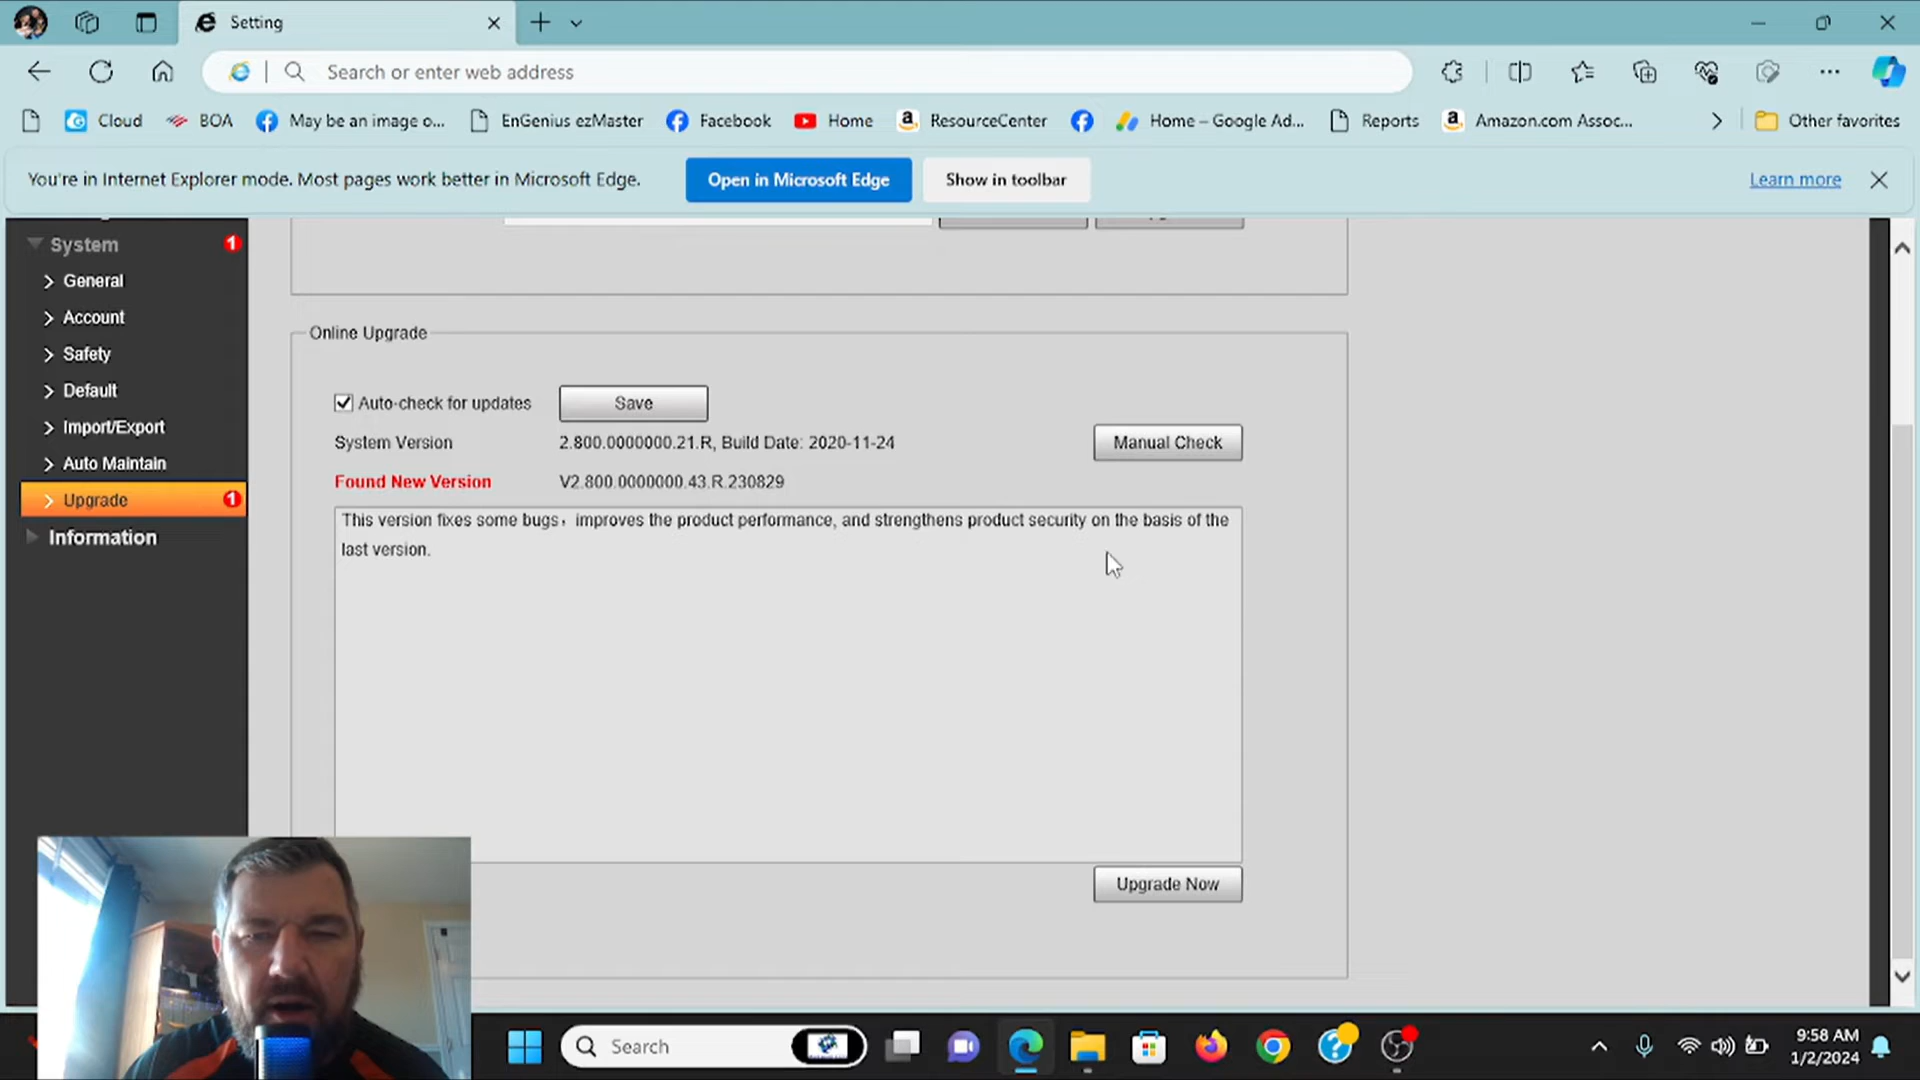 Setting
Search or enter web address
Cloud
BOA
May be an image o...
EnGenius ezMaster
Facebook
Home
ResourceCenter
Home – Google Ad...
Reports
Amazon.com Assoc...
Other favorites
You're in Internet Explorer mode. Most pages work better in Microsoft Edge.
Open in Microsoft Edge
Show in toolbar
Learn more
System
1
General
Account
Safety
Default
Import/Export
Auto Maintain
Upgrade
1
Information
Online Upgrade
Auto-check for updates
Save
System Version
2.800.0000000.21.R, Build Date: 2020-11-24
Manual Check
Found New Version
V2.800.0000000.43.R.230829
This version fixes some bugs，improves the product performance, and strengthens product security on the basis of the
last version.
Upgrade Now
Search
9:58 AM
1/2/2024